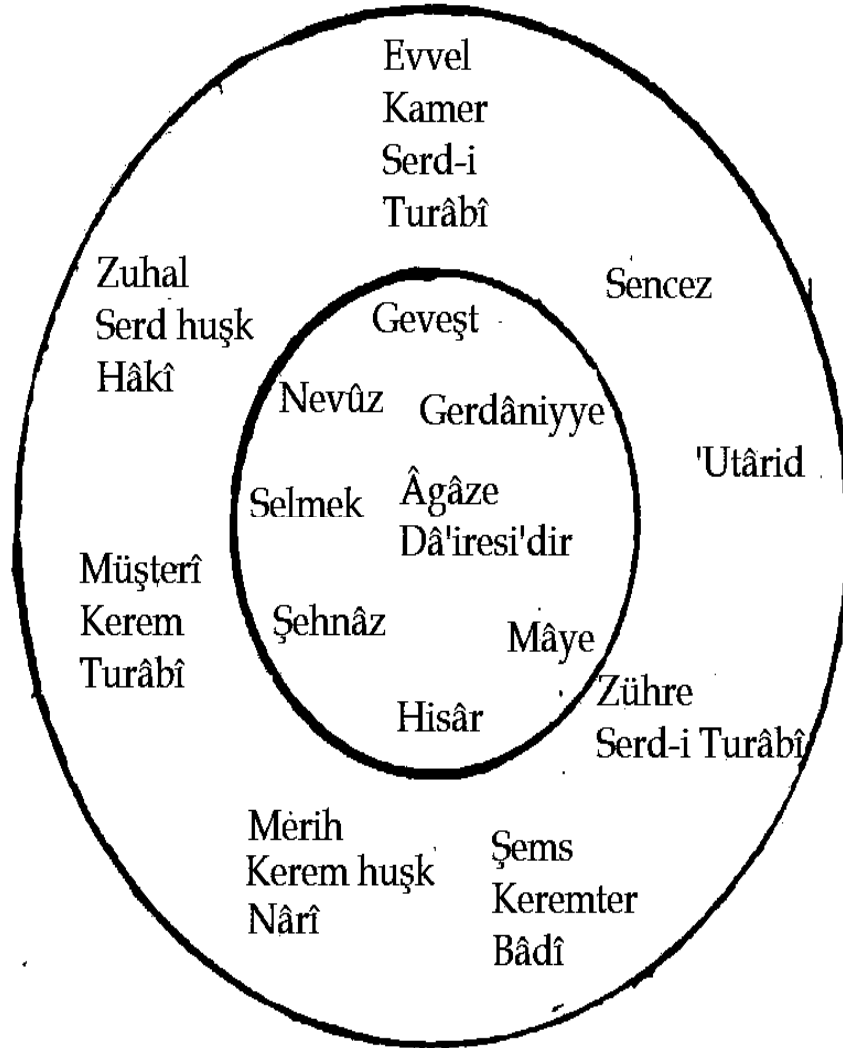 Evvel
Kamer
Serd-i
Turâbî
Zuhal
Serd huşk
Hâkî
Sencez
Geveşt
Nevûz
Gerdâniyye
'Utârid
Selmek
Âgâze
Dâ'iresi'dir
Müşterî
Kerem
Turâbî
Şehnâz
Mâye
Hisâr
Zühre
Serd-i Turâbî
Merih
Kerem huşk
Nârî
Şems
Keremter
Bâdî